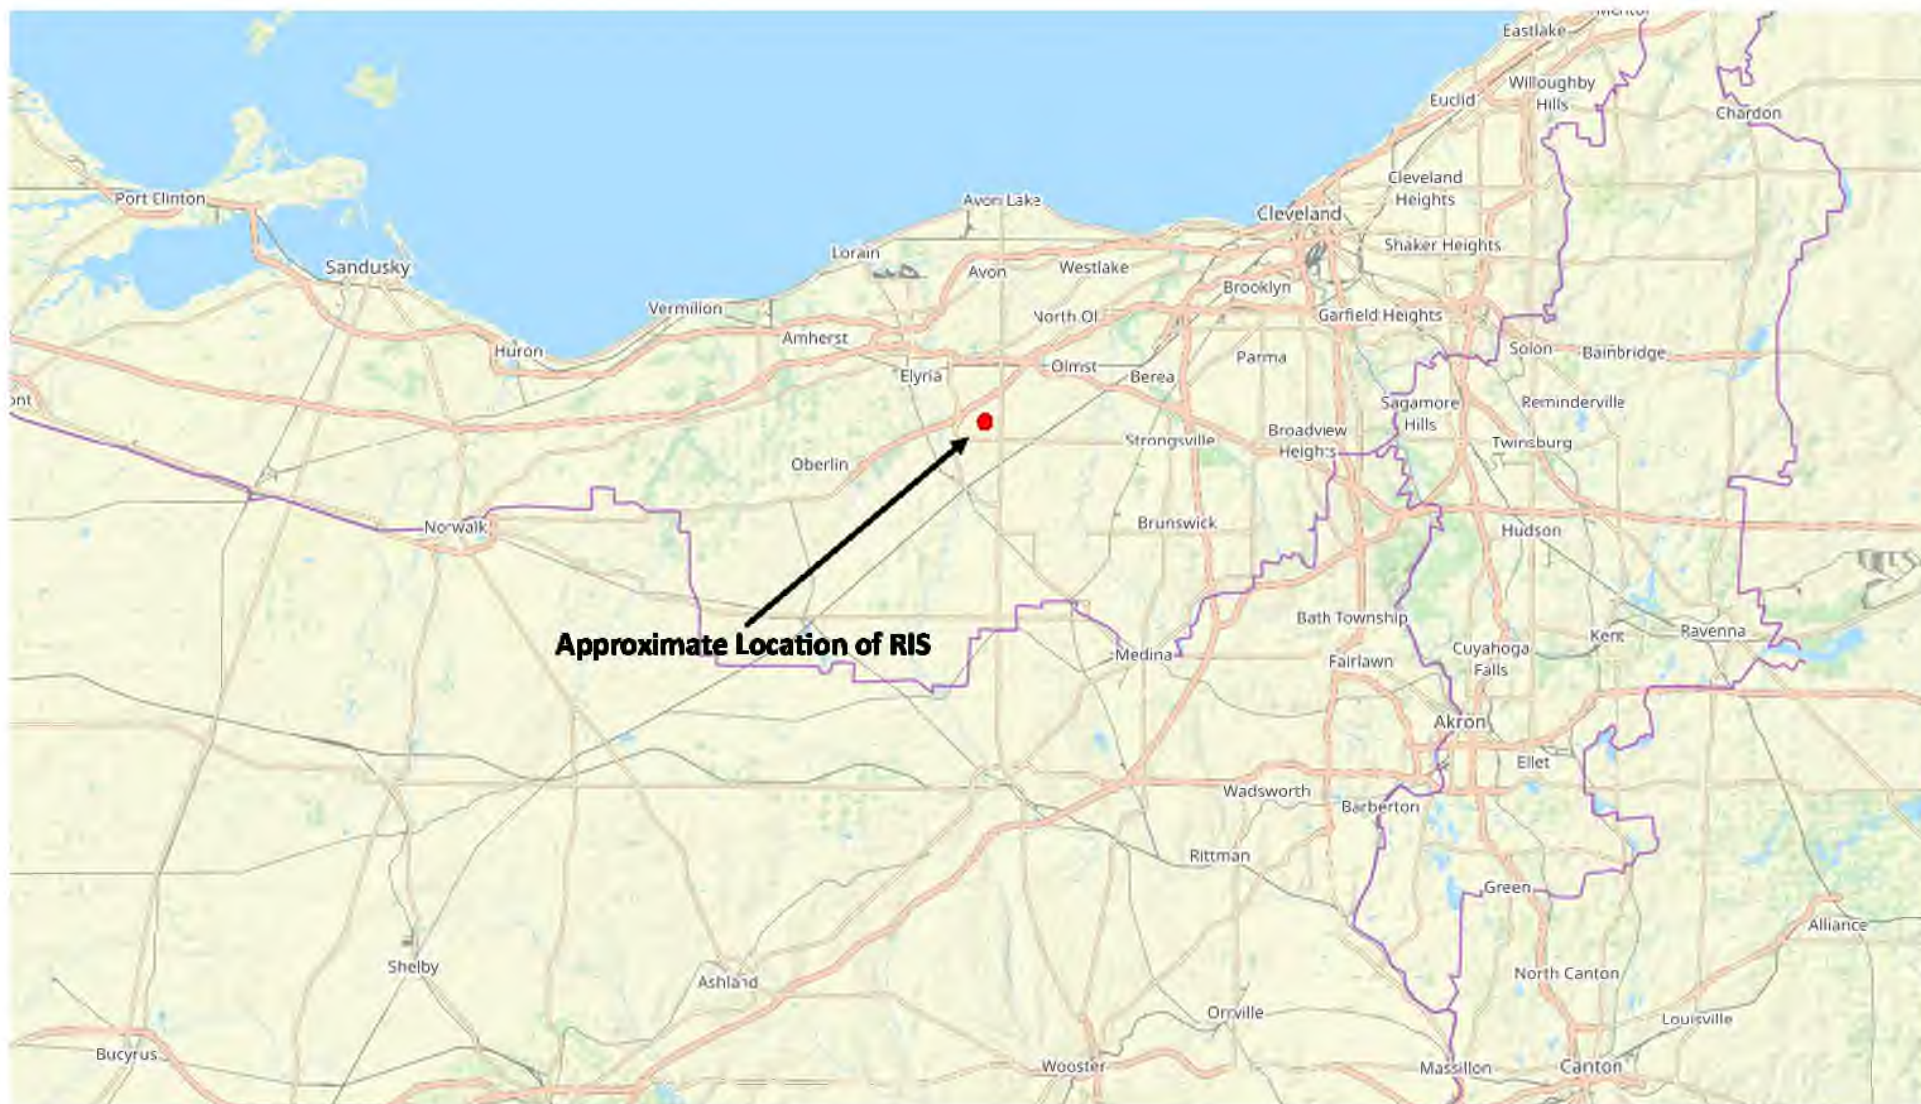 Mentor
Eastlake
Willoughby
Hills
Euclid
Chardon
Cleveland
Heights
Port Clinton
Avon Lake
Cleveland
Shaker Heights
Lorain
Sandusky
Avon
Westlake
Brooklyn
Vermilion
North Ol
Garfield Heights
Amherst
Huron
Solon
Bainbridge
Parma
Olmst
Elyria
Berea
ont
Sagamore
Hills
Reminderville
Broadview
Heights
Strongsville
Twinsburg
Oberlin
Norwalk
Brunswick
Hudson
Bath Township
Kent
Ravenna
Approximate Location of RIS
Medina
Cuyahoga
Falls
Fairlawn
Akron
Ellet
Wadsworth
Barberton
Rittman
Green
Alliance
Shelby
Ashland
North Canton
Orrville
Louisville
Bucyrus
Wooster
Massillon
Canton